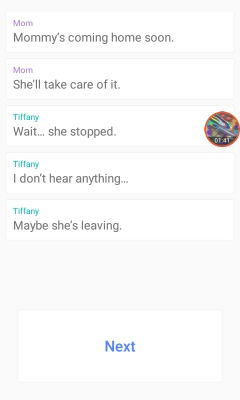 Mom
Mommy's coming home soon.
Mom
She'll take care of it.
Tiffany
Wait... she stopped.
01:41
Tiffany
I don't hear anything...
Tiffany
Maybe she's leaving.
Next